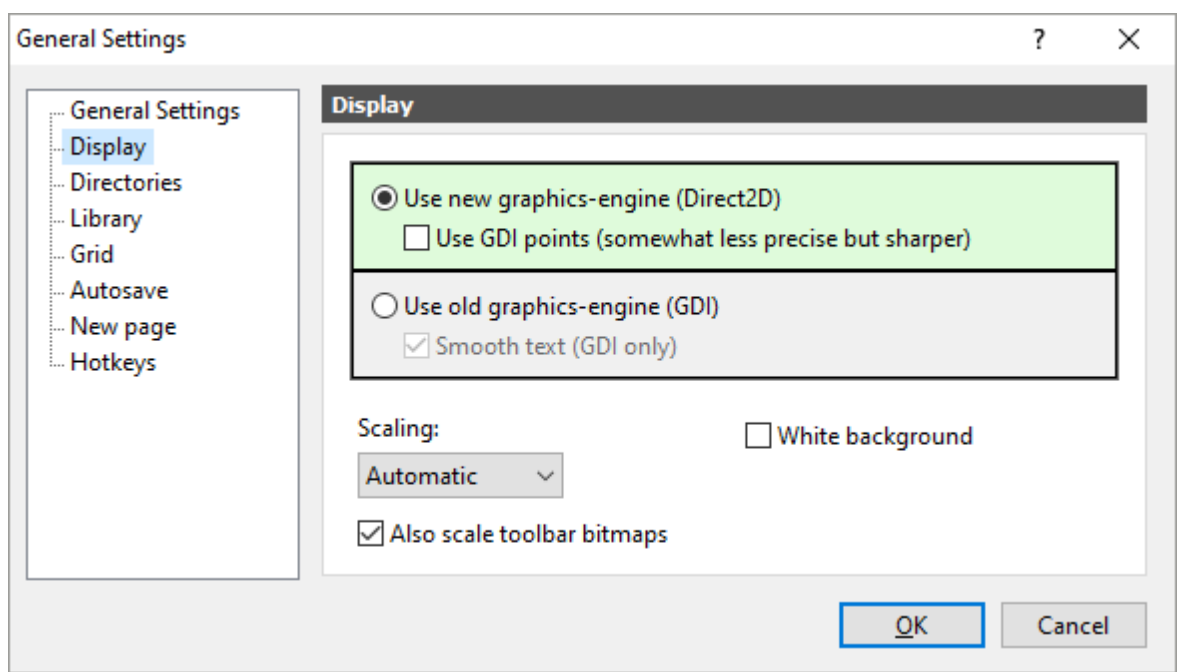 General Settings
?
General Settings
Display
Directories
Library
Grid
Autosave
New page
Hotkeys
Display
Use new graphics-engine (Direct2D)
Use GDI points (somewhat less precise but sharper)
Use old graphics-engine (GDI)
Smooth text (GDI only)
Scaling:
White background
Automatic
Also scale toolbar bitmaps
OK
Cancel